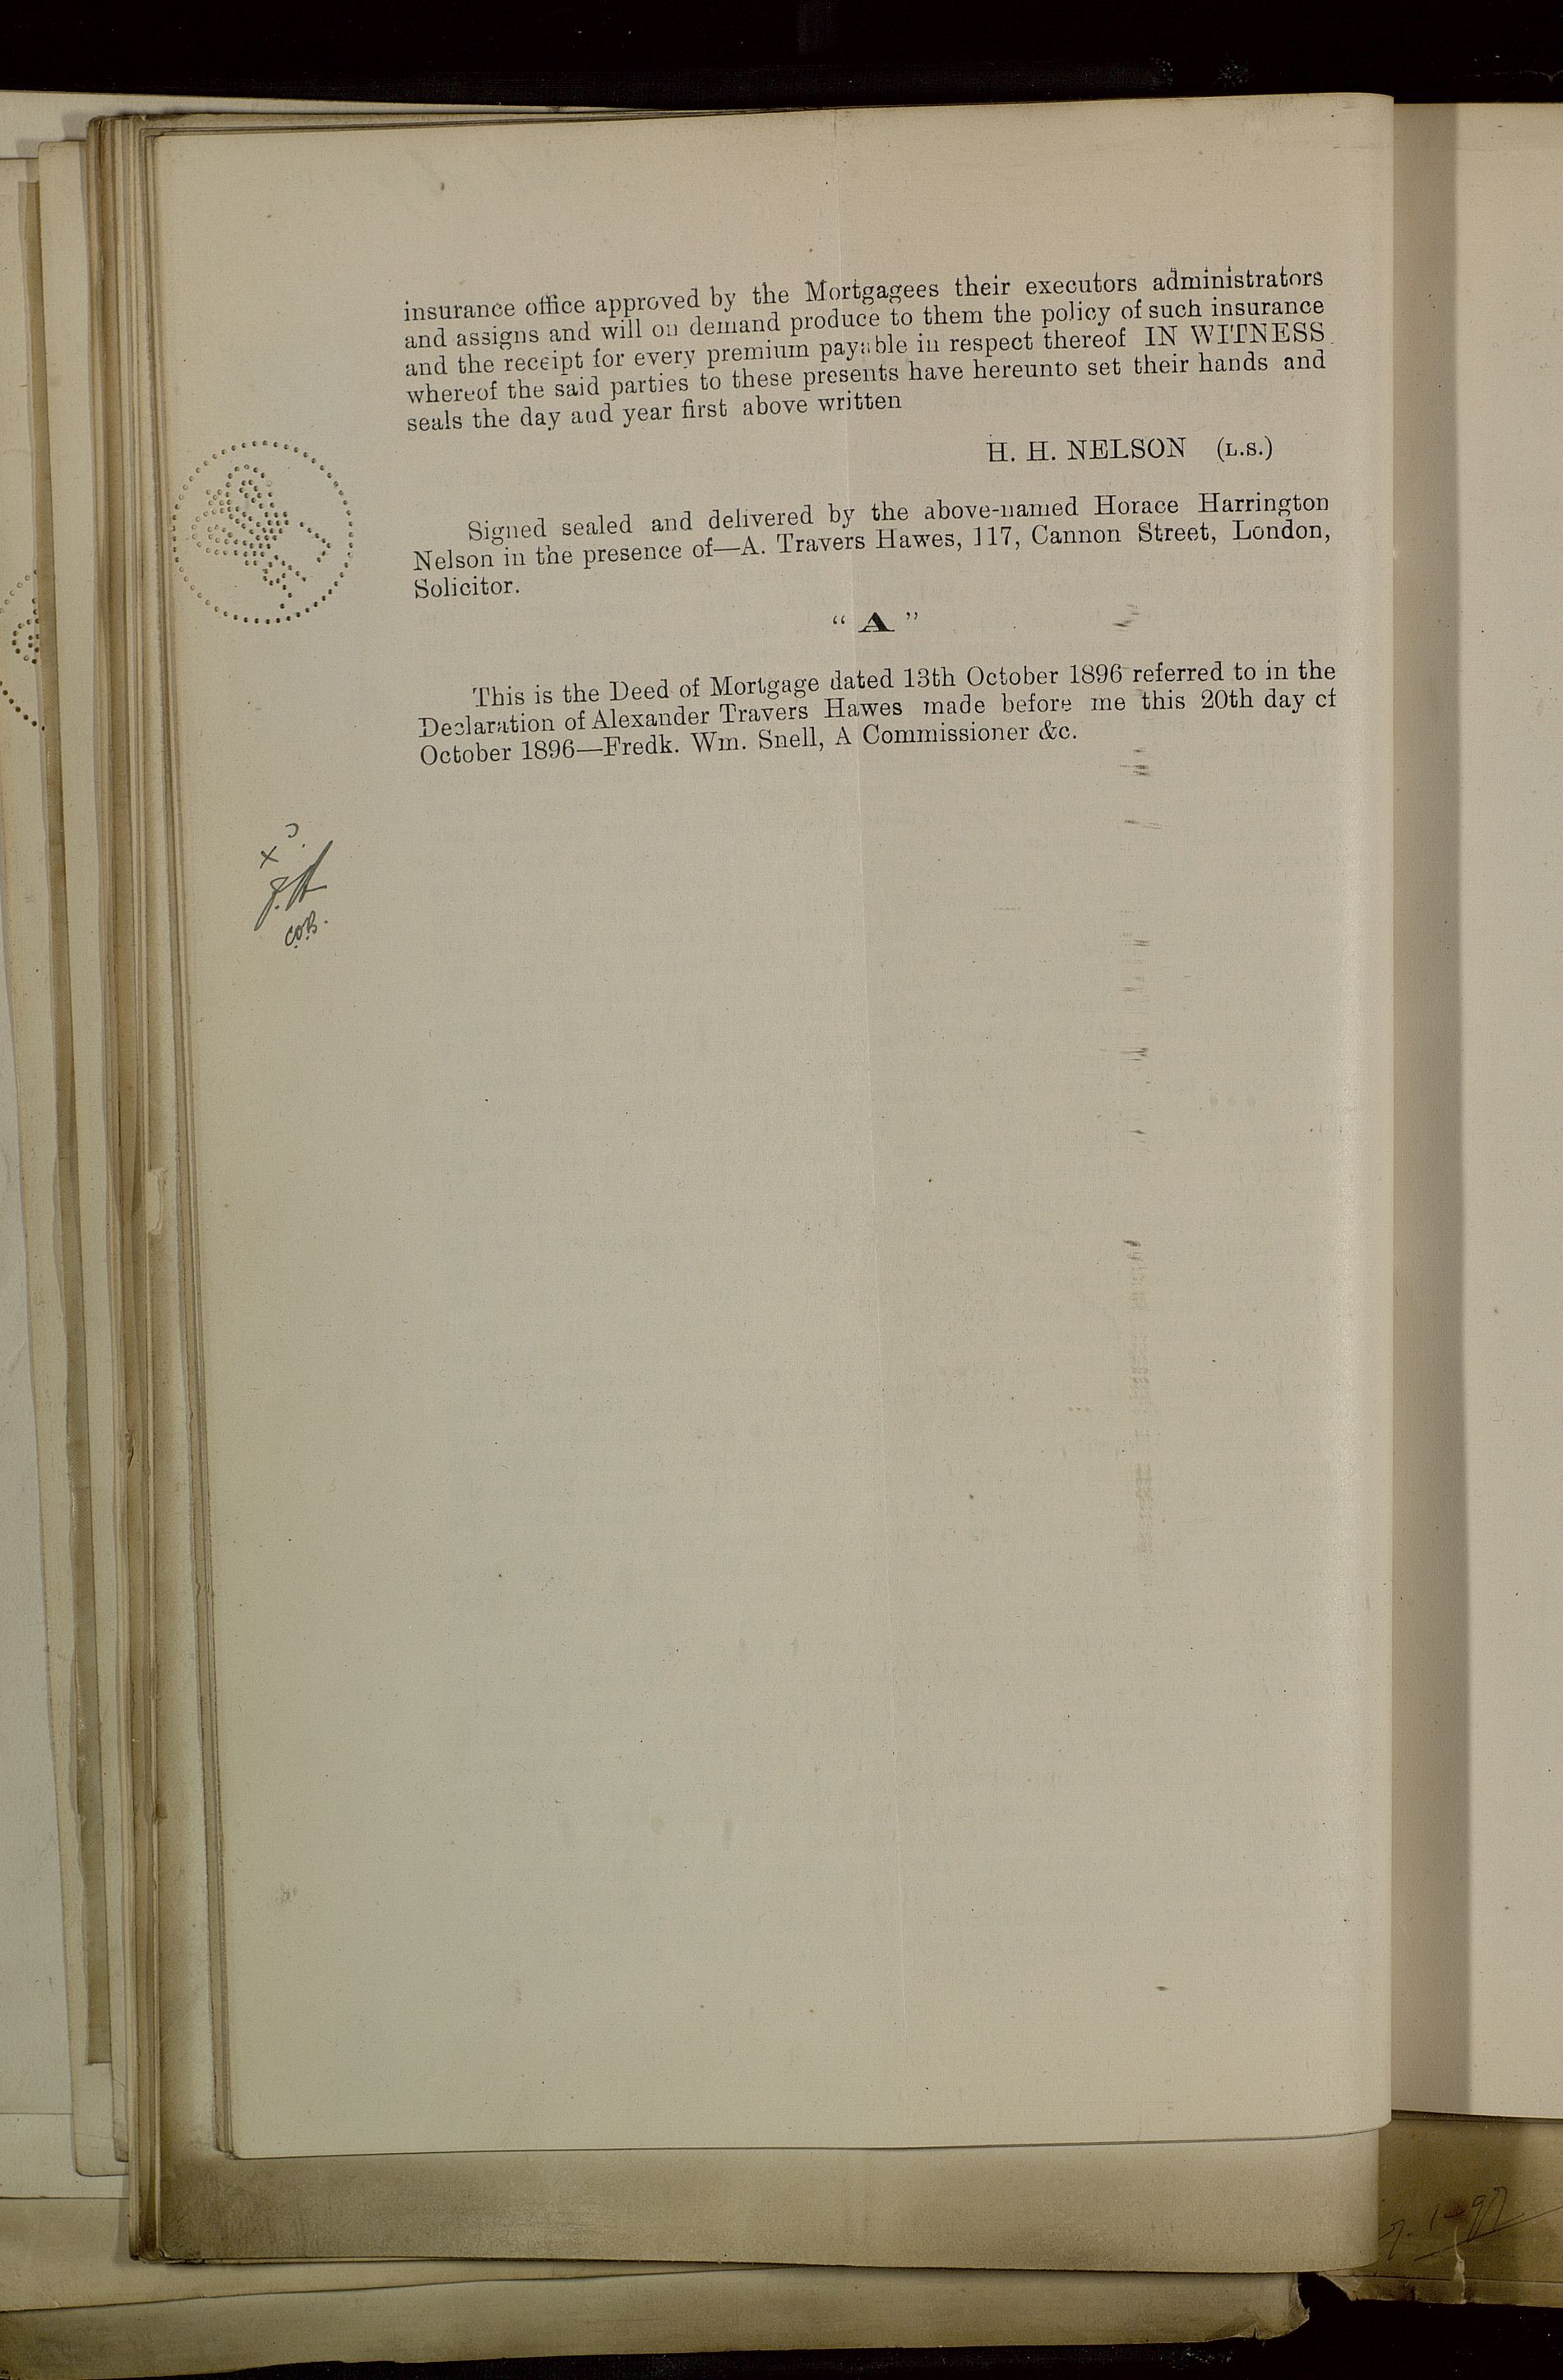 insurance office approved by the Mortgagees their executors administrators
and assigns and will on demand produce to them the policy of such insurance
and the receipt for every premium payable in respect thereof IN WITNESS
whereof the said parties to these presents have hereunto set their hands and
seals the day and year first above written
H. H. NELSON (L.S.)
Signed sealed and delivered by the above-named Horace Harrington
Nelson in the presence of—A. Travers Hawes, 117, Cannon Street, London,
Solicitor.
“ A ”
This is the Deed of Mortgage dated 13th October 1896 referred to in the
Declaration of Alexander Travers Hawes made before me this 20th day of
October 1896—Fredk. Wm. Snell, A Commissioner &c.